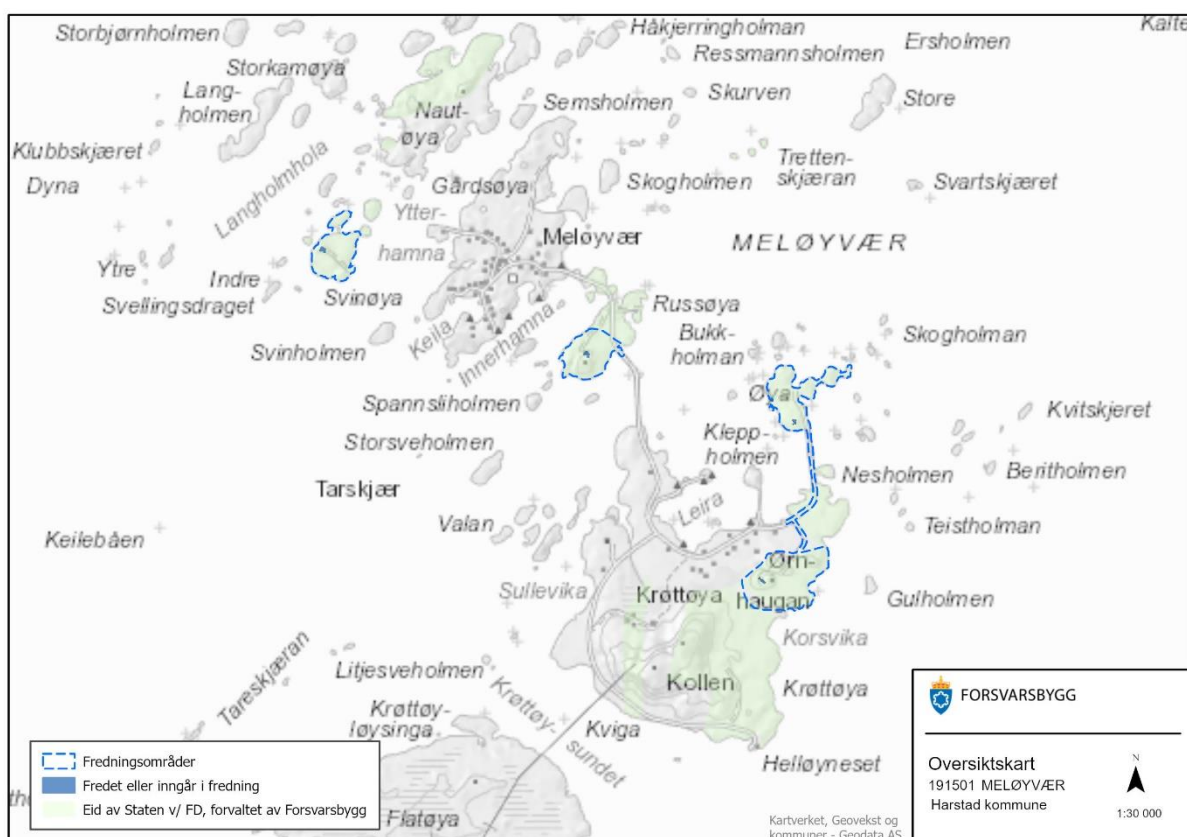 Storbjørnholmen
Håkjerringholman
Kalte
Ressmannsholmen
Ersholmen
Storkamøya
Lang-
holmen
Naut-
øya
Semsholmen
Skurven
Store
Klubbskjæret
Dyna
Langholmhola
Gårdsøya
Skogholmen
Tretten-
skjæran
Svartskjæret
Ytter-
hamna
Meløyvær
MELØYVÆR
Ytre
Indre
Svellingsdraget
Svinøya
Russøya
Bukk-
holman
Skogholman
Svinholmen
Keila
Innerhamna
Spannsliholmen
Øya
Kvitskjeret
Storsveholmen
Klepp-
holmen
Nesholmen
Beritholmen
Tarskjær
Valan
Leira
Teistholman
Keilebåen
Sullevika
Krøttøya
Ørn-
haugan
Gulholmen
Korsvika
Litjesveholmen
Tareskjæran
Kollen
Krøttøya
Krøttøy-
løysinga
Krøttøy-
sundet
Kviga
Helløyneset
Flatøya
Fredningsområder
Fredet eller inngår i fredning
Eid av Staten v/ FD, forvaltet av Forsvarsbygg
Kartverket, Geovekst og
kommuner - Geodata AS
FORSVARSBYGG
Oversiktskart
191501 MELØYVÆR
Harstad kommune
N
1:30 000